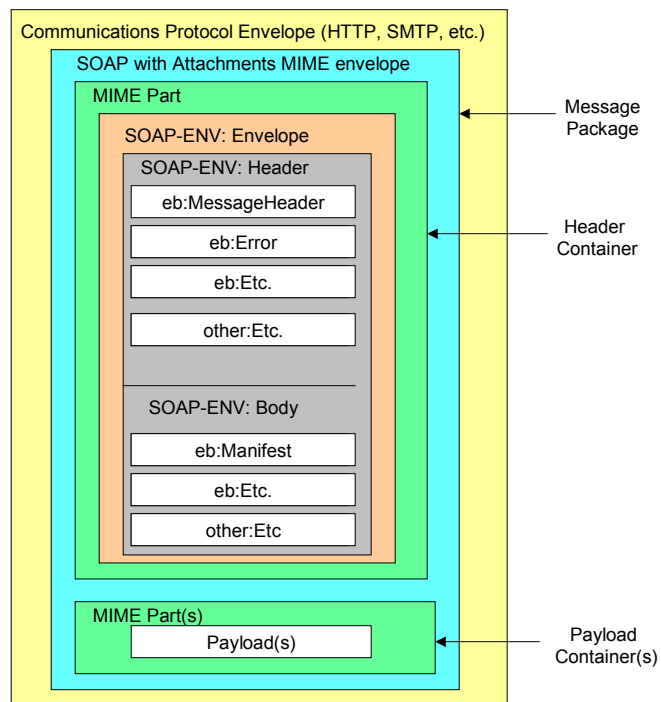 Communications Protocol Envelope (HTTP, SMTP, etc.)
SOAP with Attachments MIME envelope
MIME Part
SOAP-ENV: Envelope
SOAP-ENV: Header
eb:MessageHeader
eb:Error
eb:Etc.
other:Etc.
SOAP-ENV: Body
eb:Manifest
eb:Etc.
other:Etc
MIME Part(s)
Payload(s)
Message
Package
Header
Container
Payload
Container(s)